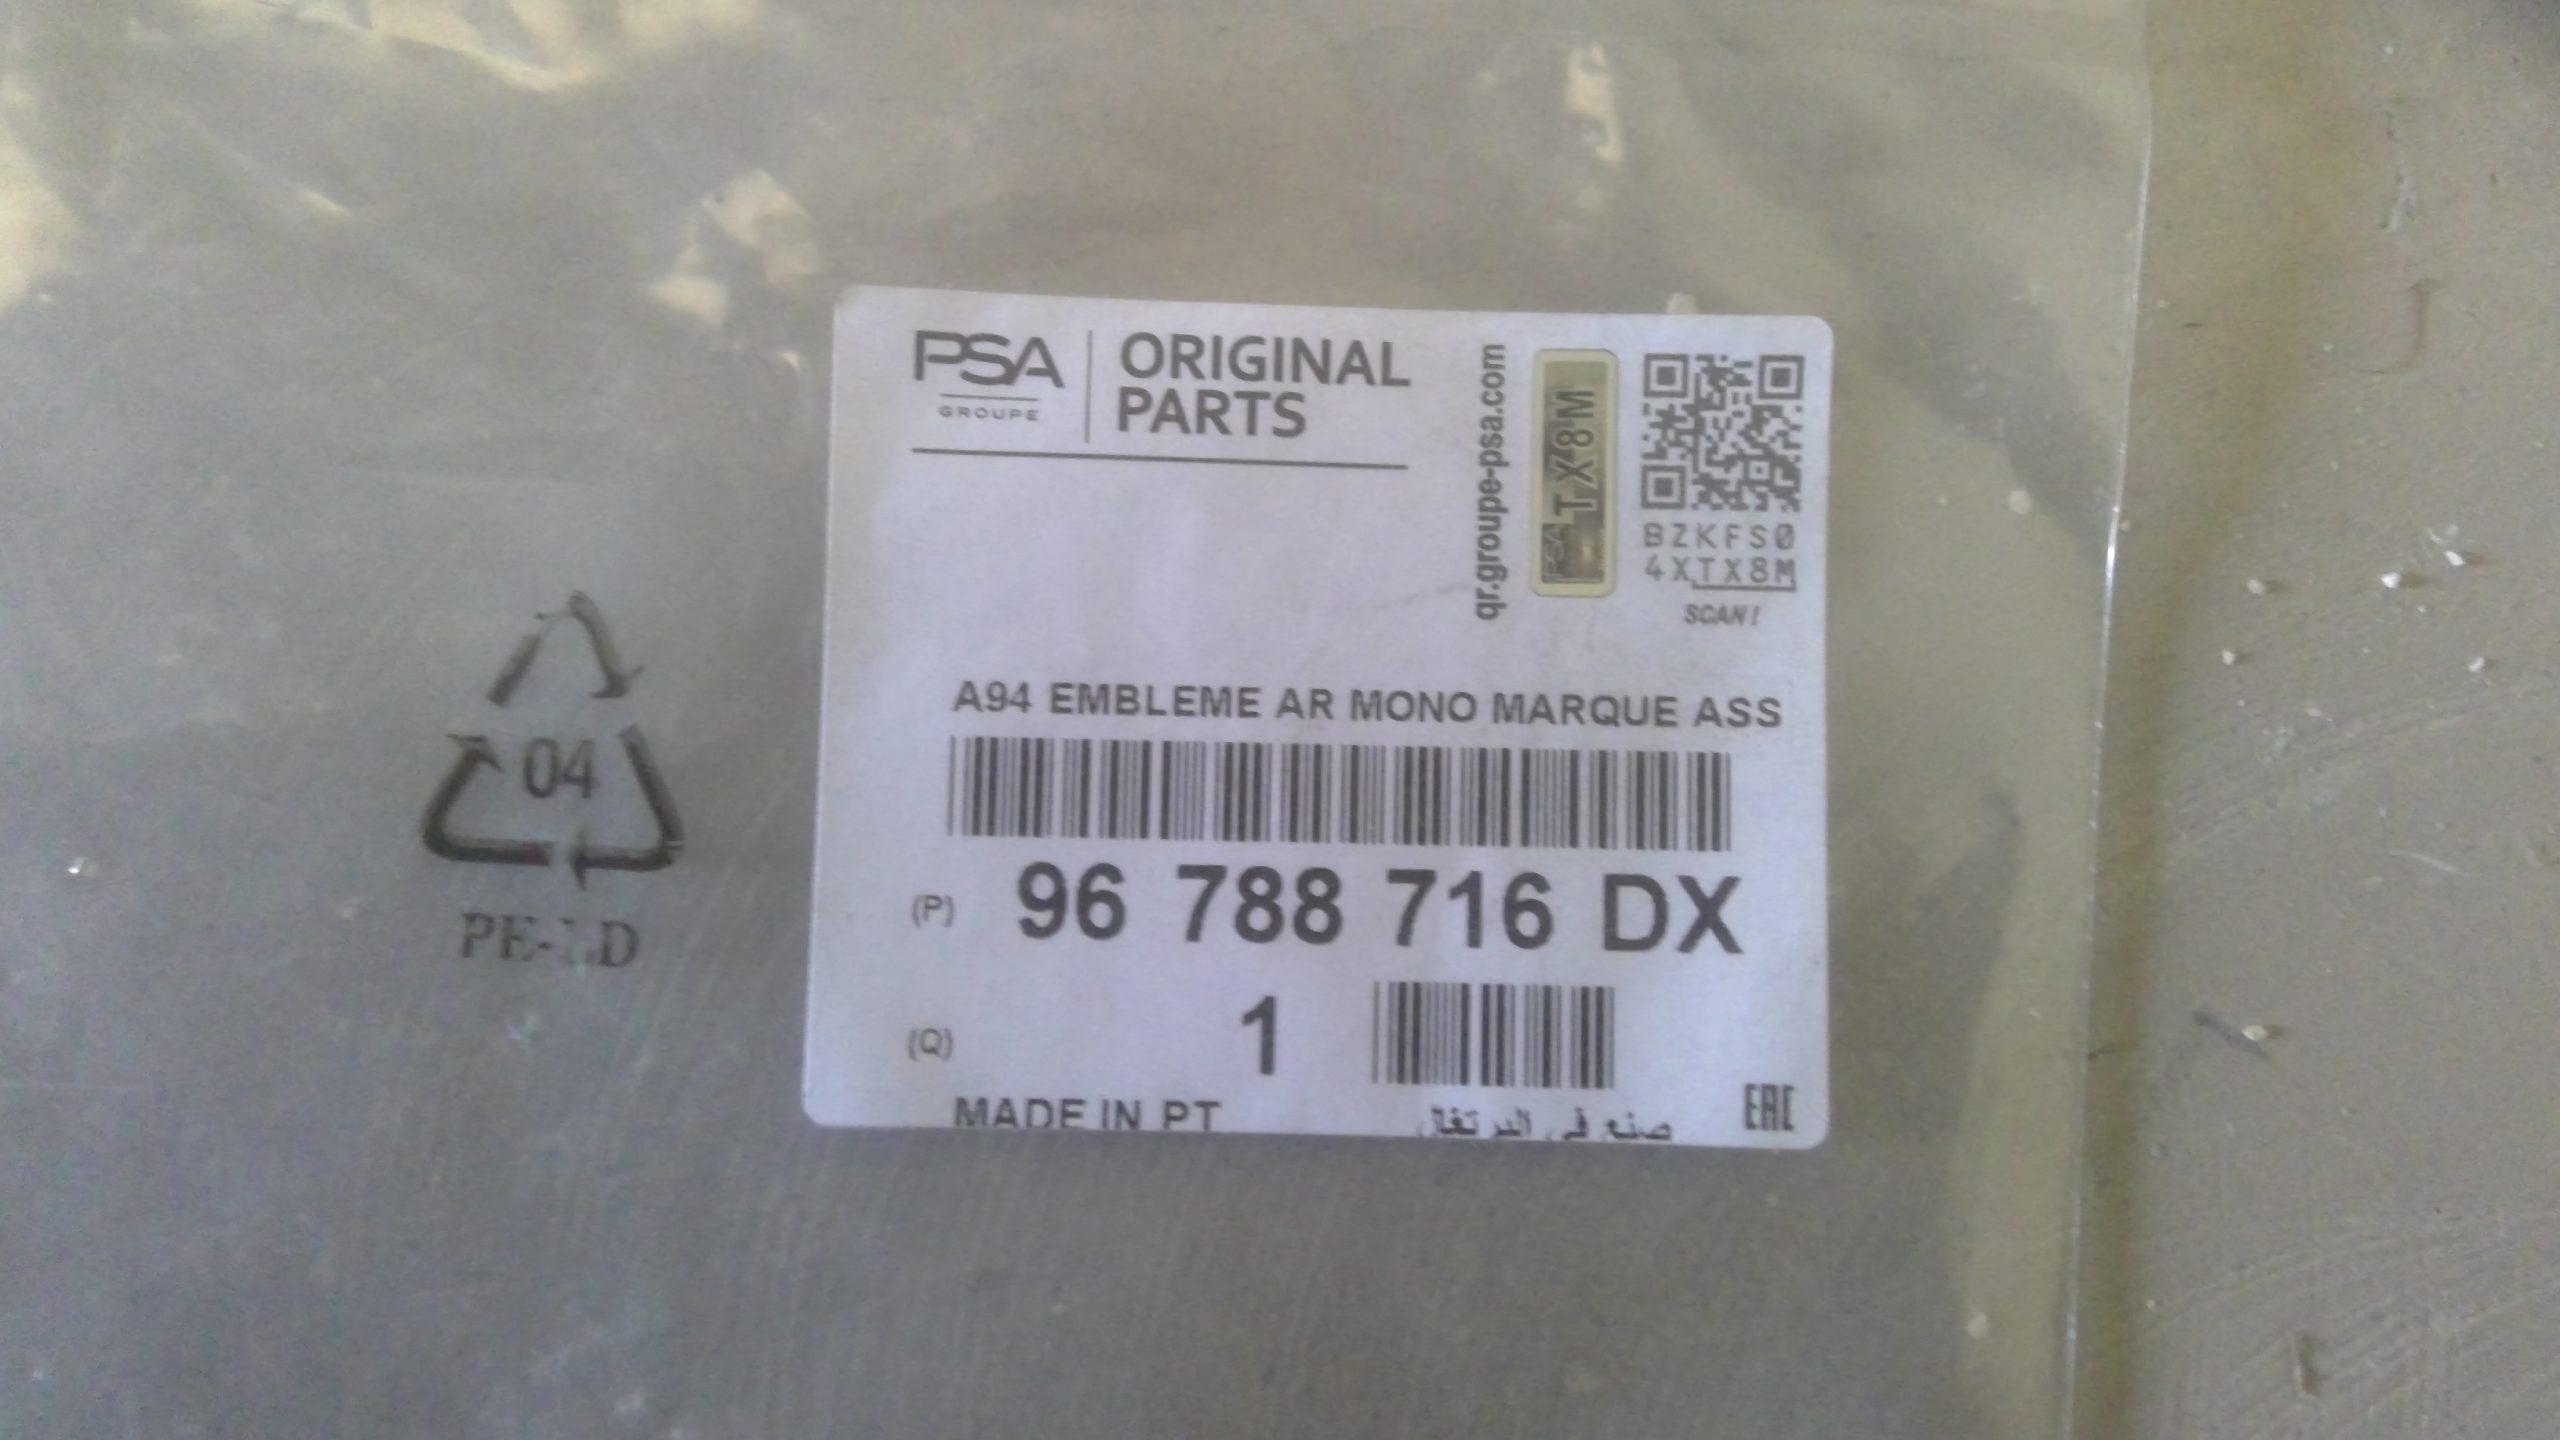 PSA
GROUPE
ORIGINAL
PARTS
qr.groupe-psa.com
PSA TX8M
BZKFS0
4XTX8M
SCAN!
A94 EMBLEME AR MONO MARQUE ASS
(P) 96 788 716 DX
(Q) 1
MADE IN PT
صنع في البرتغال
EAC
04
PE-LD